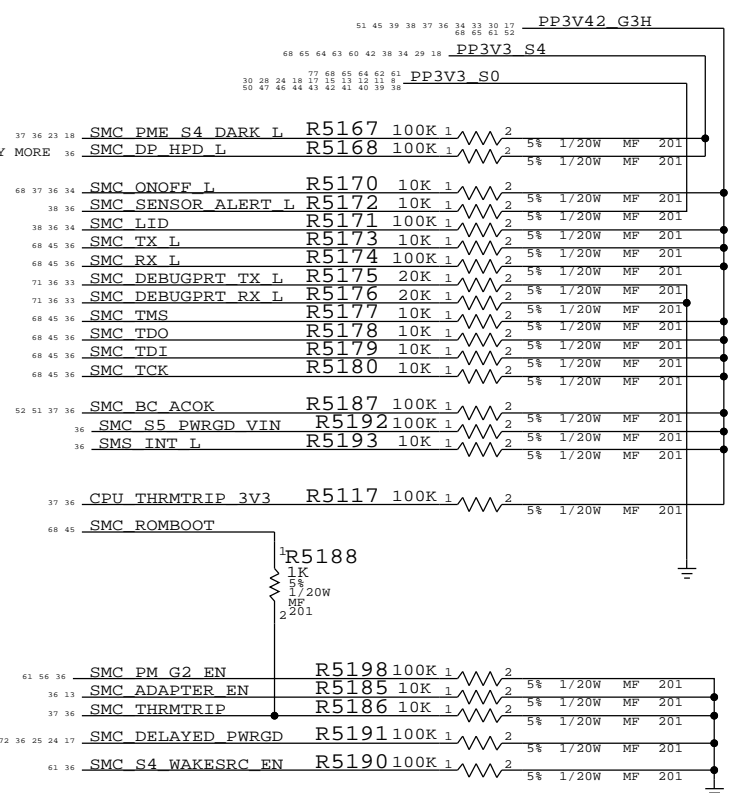 51 45 39 38 37 36 34 33 30 17 PP3V42_G3H
68 65 61 52
68 65 64 63 60 42 38 34 29 18 PP3V3_S4
77 68 65 64 62 61
30 28 24 18 17 15 13 12 11 8 PP3V3_S0
50 47 46 44 43 42 41 40 39 38
37 36 23 18 SMC_PME_S4_DARK_L R5167 100K 1 2 5% 1/20W MF 201
Y MORE 36 SMC_DP_HPD_L R5168 100K 1 2 5% 1/20W MF 201
68 37 36 34 SMC_ONOFF_L R5170 10K 1 2 5% 1/20W MF 201
38 36 SMC_SENSOR_ALERT_L R5172 10K 1 2 5% 1/20W MF 201
38 36 34 SMC_LID R5171 100K 1 2 5% 1/20W MF 201
68 45 36 SMC_TX_L R5173 10K 1 2 5% 1/20W MF 201
68 45 36 SMC_RX_L R5174 100K 1 2 5% 1/20W MF 201
71 36 33 SMC_DEBUGPRT_TX_L R5175 20K 1 2 5% 1/20W MF 201
71 36 33 SMC_DEBUGPRT_RX_L R5176 20K 1 2 5% 1/20W MF 201
68 45 36 SMC_TMS R5177 10K 1 2 5% 1/20W MF 201
68 45 36 SMC_TDO R5178 10K 1 2 5% 1/20W MF 201
68 45 36 SMC_TDI R5179 10K 1 2 5% 1/20W MF 201
68 45 36 SMC_TCK R5180 10K 1 2 5% 1/20W MF 201
52 51 37 36 SMC_BC_ACOK R5187 100K 1 2 5% 1/20W MF 201
36 SMC_S5_PWRGD_VIN R5192 100K 1 2 5% 1/20W MF 201
36 SMS_INT_L R5193 10K 1 2 5% 1/20W MF 201
37 36 CPU_THRMTRIP_3V3 R5117 100K 1 2 5% 1/20W MF 201
68 45 SMC_ROMBOOT
1 R5188
1K
5%
1/20W
MF
2 201
61 56 36 SMC_PM_G2_EN R5198 100K 1 2 5% 1/20W MF 201
36 13 SMC_ADAPTER_EN R5185 10K 1 2 5% 1/20W MF 201
37 36 SMC_THRMTRIP R5186 10K 1 2 5% 1/20W MF 201
72 36 25 24 17 SMC_DELAYED_PWRGD R5191 100K 1 2 5% 1/20W MF 201
61 36 SMC_S4_WAKESRC_EN R5190 100K 1 2 5% 1/20W MF 201